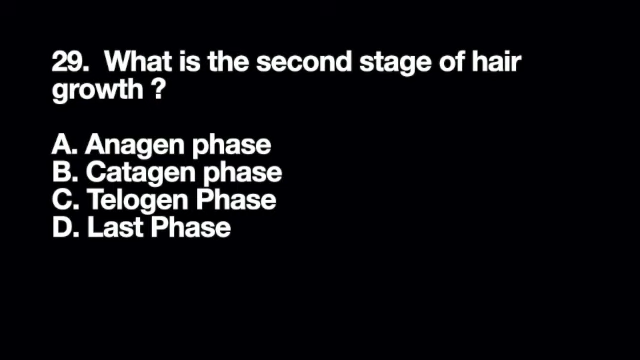 29.  What is the second stage of hair
growth ?
A. Anagen phase
B. Catagen phase
C. Telogen Phase
D. Last Phase